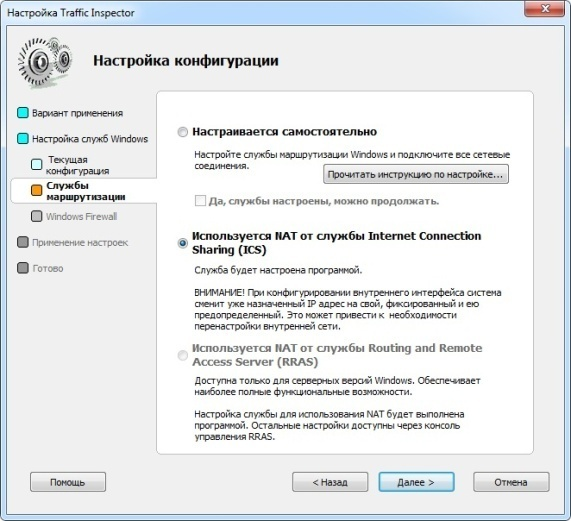 Настройка Traffic Inspector
Настройка конфигурации
Вариант применения
Настройка служб Windows
Текущая
конфигурация
Службы
маршрутизации
Windows Firewall
Применение настроек
Готово
Настраивается самостоятельно
Настройте службы маршрутизации Windows и подключите все сетевые
соединения.
Прочитать инструкцию по настройке...
Да, службы настроены, можно продолжать.
Используется NAT от службы Internet Connection
Sharing (ICS)
Служба будет настроена программой.
ВНИМАНИЕ! При конфигурировании внутреннего интерфейса система
сменит уже назначенный IP адрес на свой, фиксированный и ею
предопределенный. Это может привести к необходимости
перенастройки внутренней сети.
Используется NAT от службы Routing and Remote
Access Server (RRAS)
Доступна только для серверных версий Windows. Обеспечивает
наиболее полные функциональные возможности.
Настройка службы для использования NAT будет выполнена
программой. Остальные настройки доступны через консоль
управления RRAS.
Помощь
< Назад
Далее >
Отмена